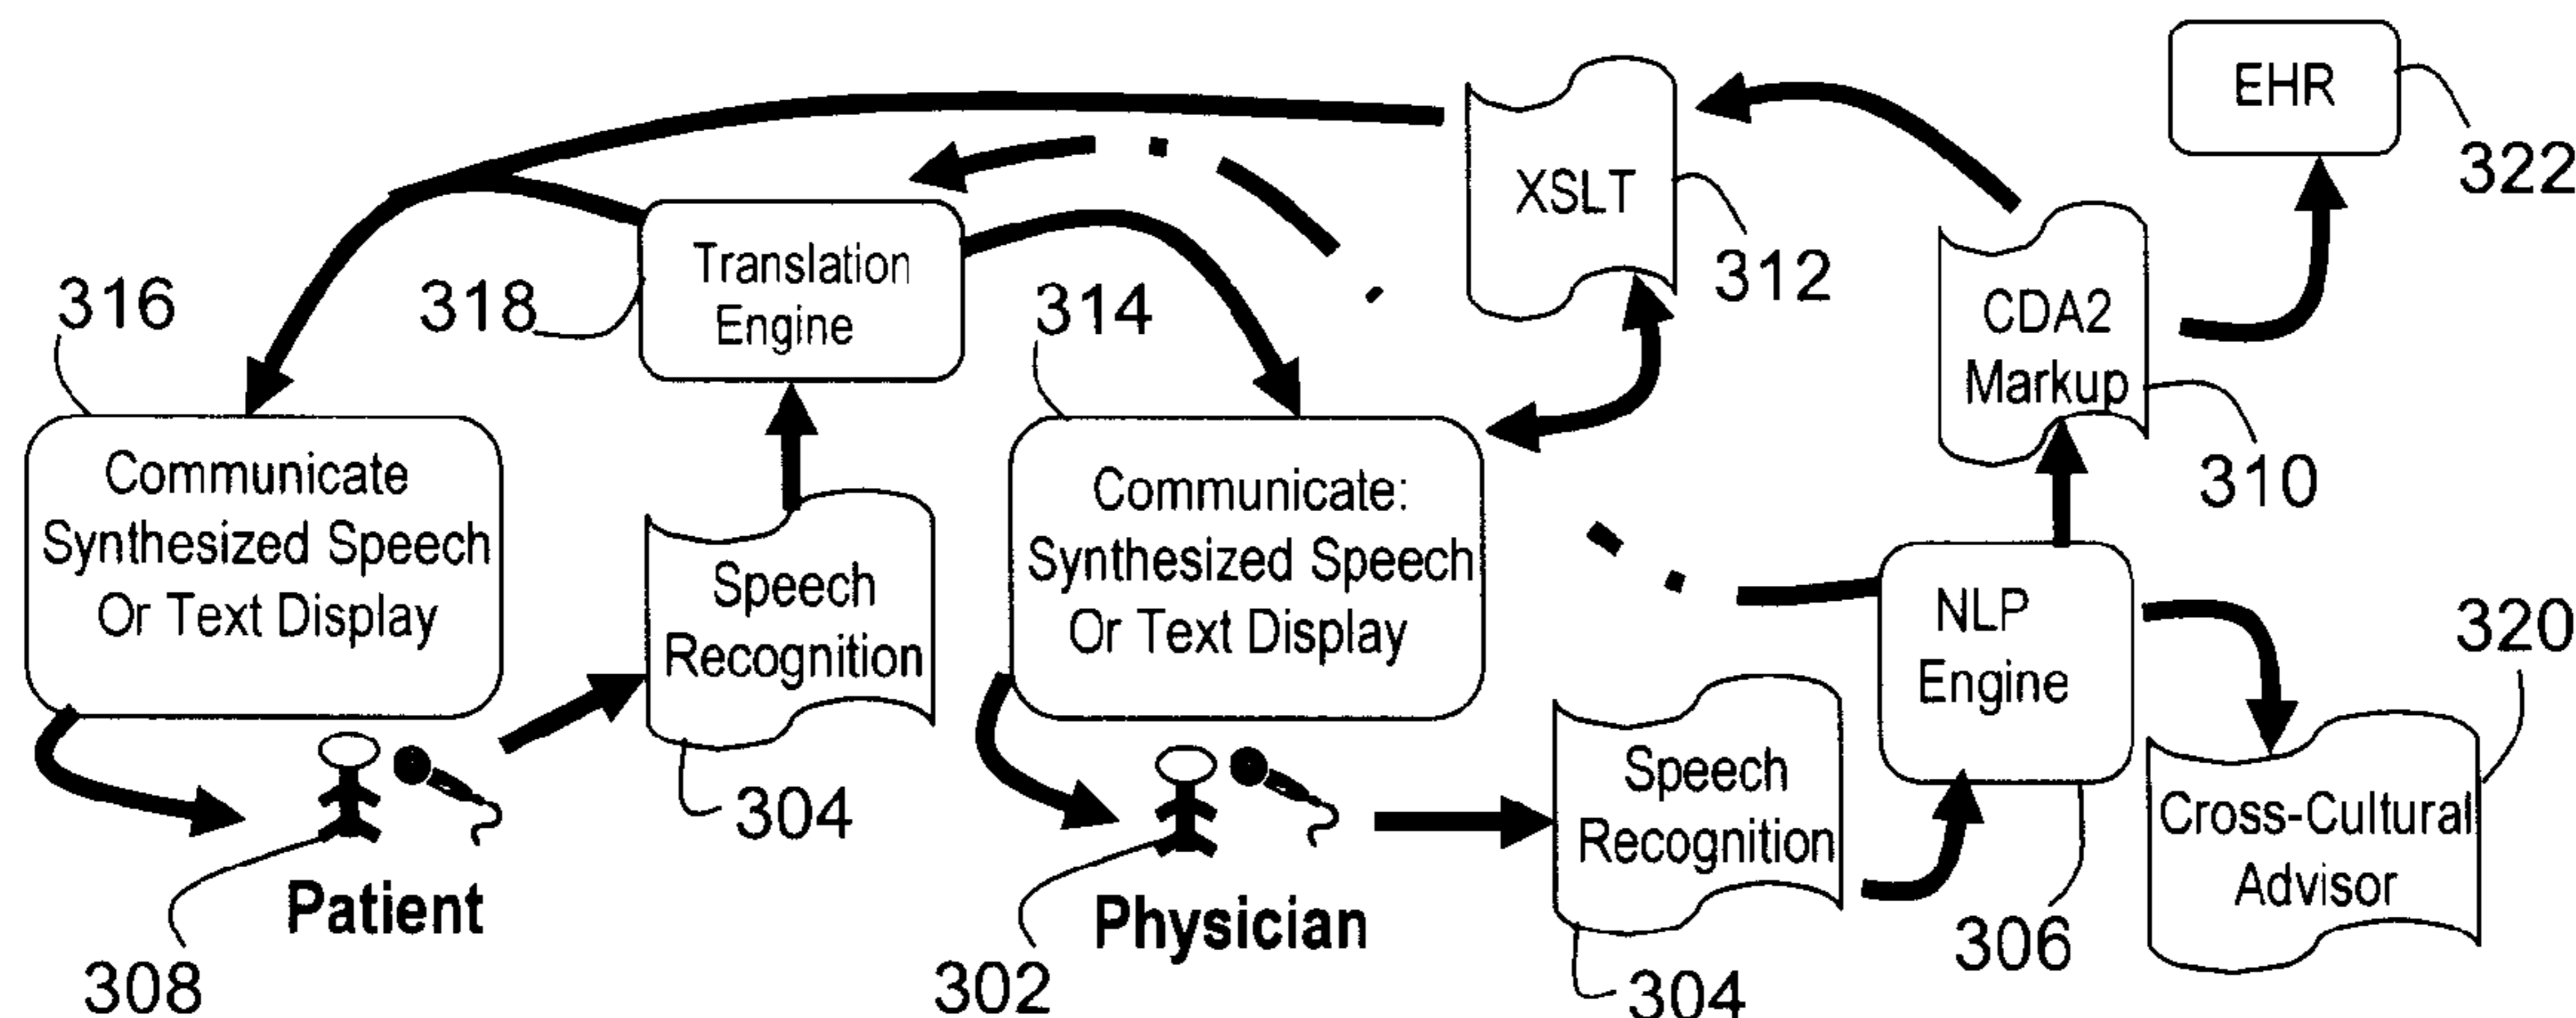 EHR
322
XSLT
312
CDA2
Markup
310
316
318
Translation
Engine
314
Communicate
Synthesized Speech
Or Text Display
Speech
Recognition
304
Communicate:
Synthesized Speech
Or Text Display
NLP
Engine
306
320
Speech
Recognition
304
Cross-Cultural
Advisor
Patient
308
Physician
302